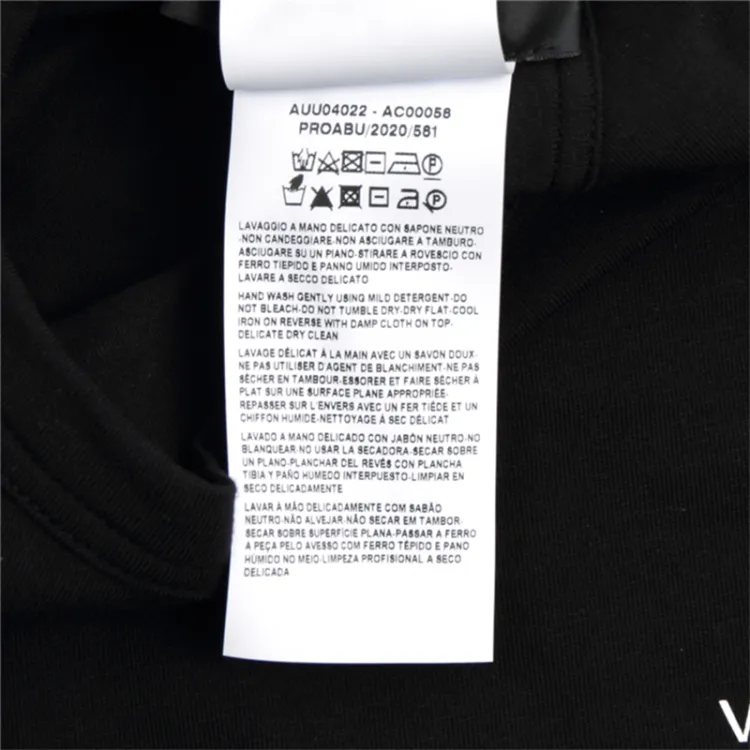 AUU04022 - AC00056
PROABU/2020/561
P
P
LAVAGGIO A MANO DELICATO CON SAPONE NEUTRO
-NON CANDEGGIARE-NON ASCIUGARE A TAMBURO-
ASCIUGARE SU UN PIANO-STIRARE A ROVESCIO CON
FERRO TIEPIDO E PANNO UMIDO INTERPOSTO-
LAVARE A SECCO DELICATO
HAND WASH GENTLY USING MILD DETERGENT-DO
NOT BLEACH-DO NOT TUMBLE DRY-DRY FLAT-COOL
IRON ON REVERSE WITH DAMP CLOTH ON TOP-
DELICATE DRY CLEAN
LAVAGE DÉLICAT À LA MAIN AVEC UN SAVON DOUX-
NE PAS UTILISER D'AGENT DE BLANCHIMENT-NE PAS
SÉCHER EN TAMBOUR-ESSORER ET FAIRE SÉCHER À
PLAT SUR UNE SURFACE PLANE APPROPRIÉE-
REPASSER SUR L'ENVERS AVEC UN FER TIÉDE ET UN
CHIFFON HUMIDE-NETTOYAGE À SEC DÉLICAT
LAVADO A MANO DELICADO CON JABÓN NEUTRO-NO
BLANQUEAR-NO USAR LA SECADORA-SECAR SOBRE
UN PLANO-PLANCHAR DEL REVÉS CON PLANCHA
TIBIA Y PAÑO HÚMEDO INTERPUESTO-LIMPIAR EN
SECO DELICADAMENTE
LAVAR À MÃO DELICADAMENTE COM SABÃO
NEUTRO-NÃO ALVEJAR-NÃO SECAR EM TAMBOR-
SECAR SOBRE SUPERFÍCIE PLANA-PASSAR A FERRO
A PEÇA PELO AVESSO COM FERRO TÉPIDO E PANO
HÚMIDO NO MEIO-LIMPEZA PROFISSIONAL A SECO
DELICADA
V